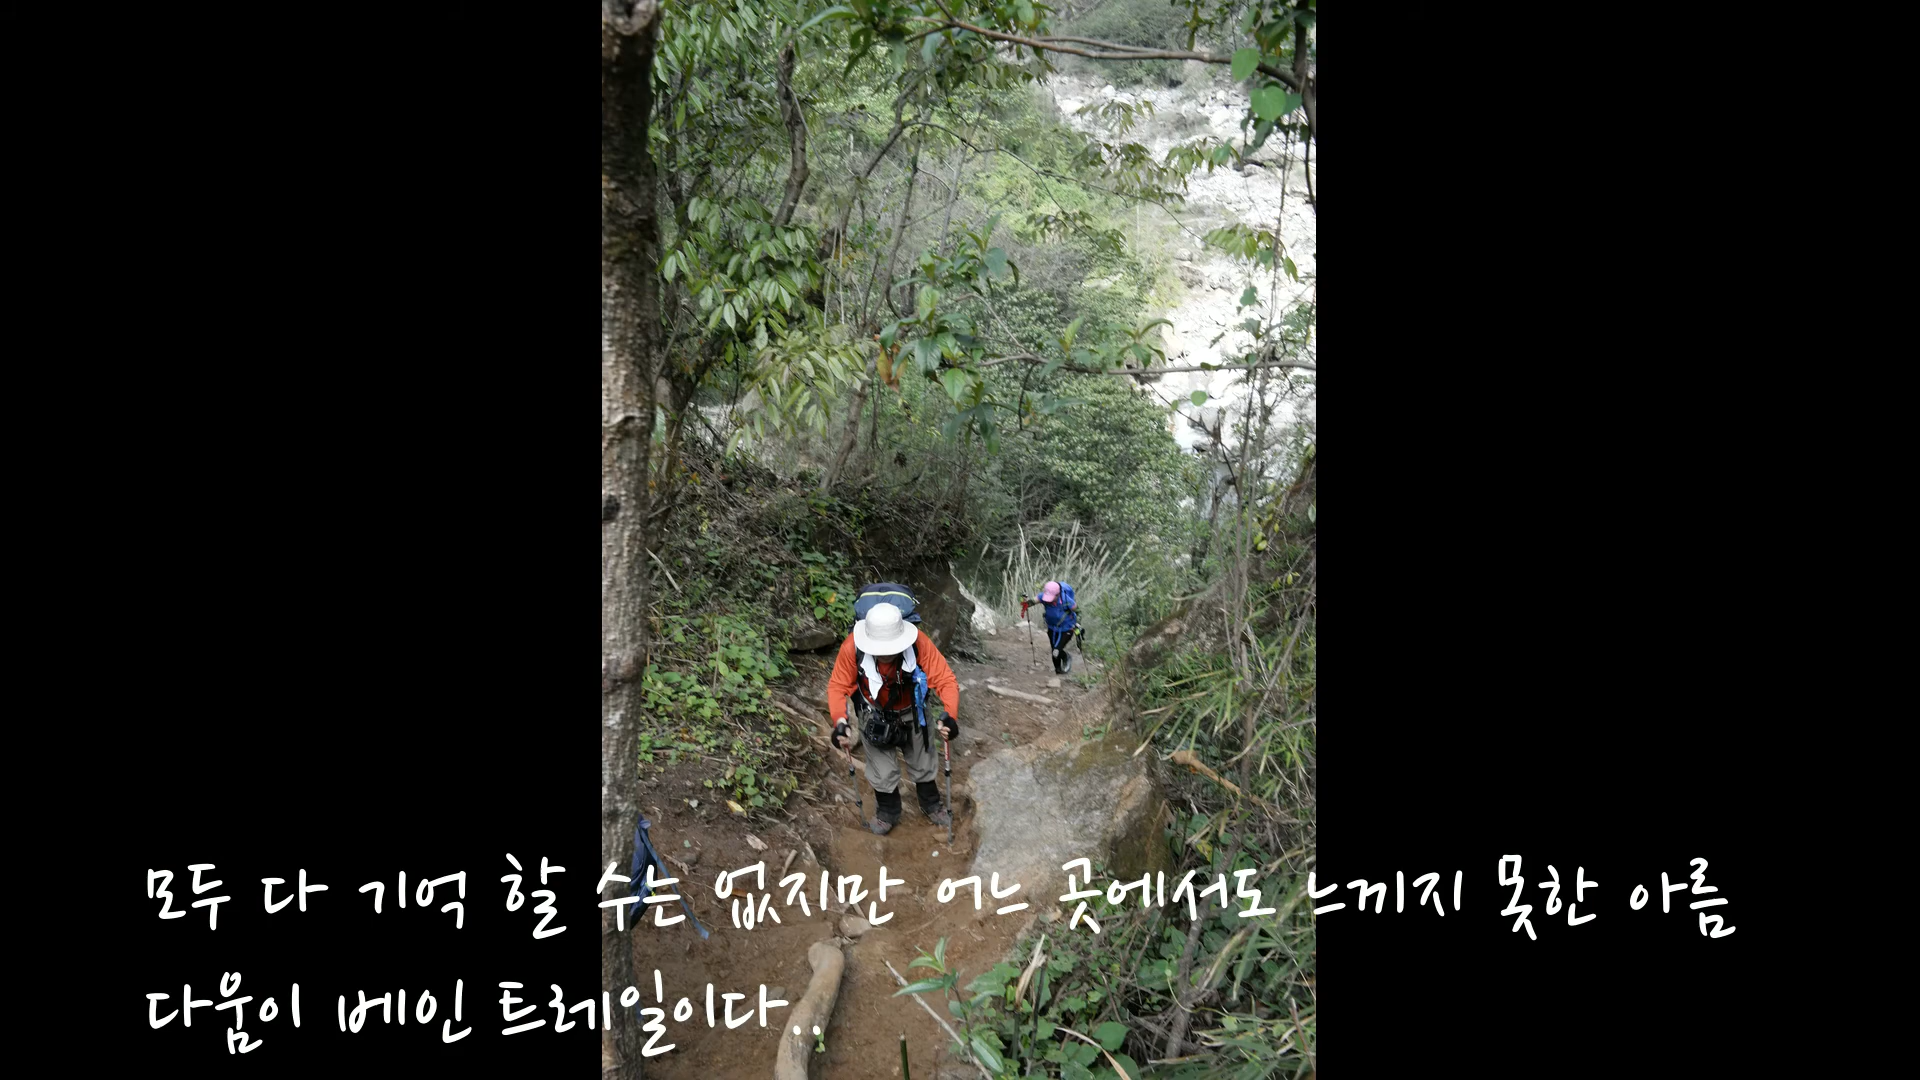 모두 다 기억 할 수는 없지만 어느 곳에서도 느끼지 못한 아름
다움이 베인 트레일이다..